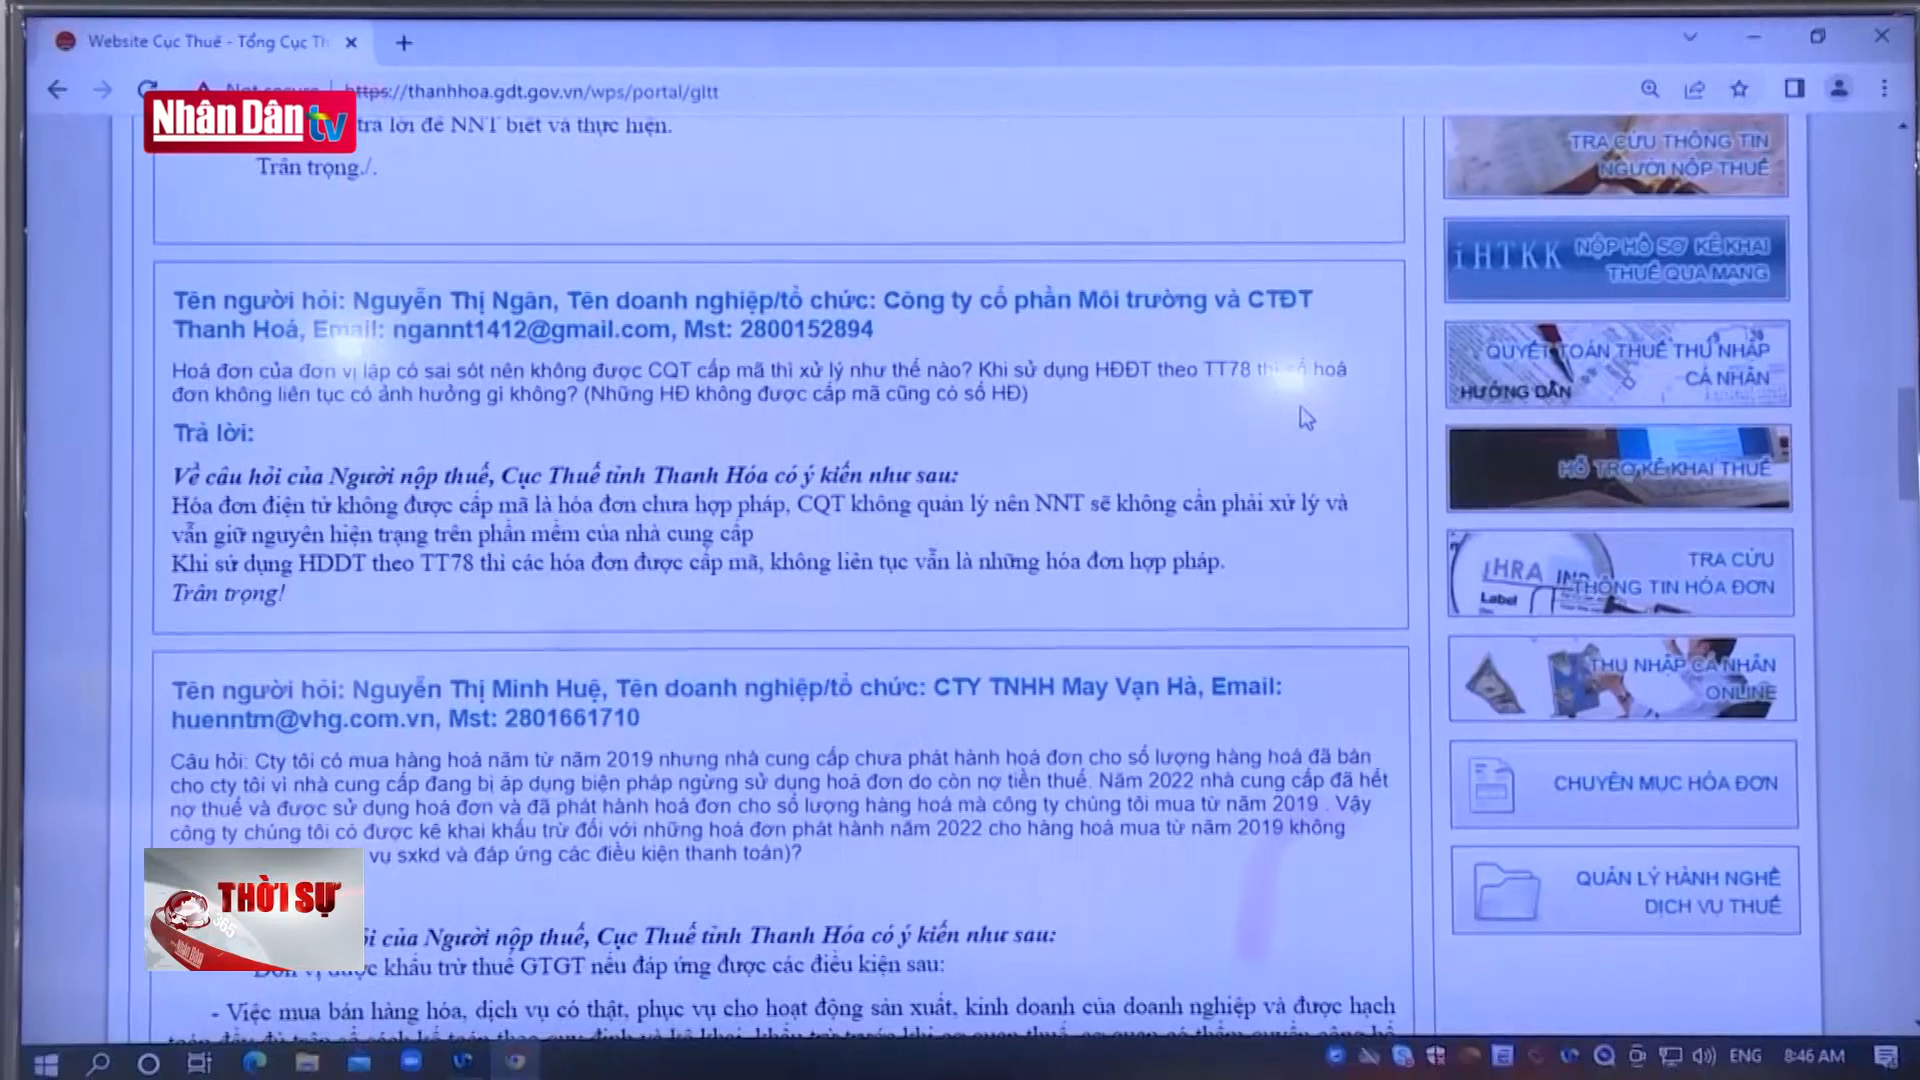 Website Cục Thuế - Tổng Cục Th
https://thanhhoa.gdt.gov.vn/wps/portal/gltt
Nhân Dân tv
trả lời để NNT biết và thực hiện.
Trân trọng./.
Tên người hỏi: Nguyễn Thị Ngân, Tên doanh nghiệp/tổ chức: Công ty cổ phần Môi trường và CTĐT
Thanh Hoá, Email: ngannt1412@gmail.com, Mst: 2800152894
Hoá đơn của đơn vị lập có sai sót nên không được CQT cấp mã thì xử lý như thế nào? Khi sử dụng HĐĐT theo TT78 thì số hoá
đơn không liên tục có ảnh hưởng gì không? (Những HĐ không được cấp mã cũng có số HĐ)
Trả lời:
Về câu hỏi của Người nộp thuế, Cục Thuế tỉnh Thanh Hóa có ý kiến như sau:
Hóa đơn điện tử không được cấp mã là hóa đơn chưa hợp pháp, CQT không quản lý nên NNT sẽ không cần phải xử lý và
vẫn giữ nguyên hiện trạng trên phần mềm của nhà cung cấp
Khi sử dụng HDDT theo TT78 thì các hóa đơn được cấp mã, không liên tục vẫn là những hóa đơn hợp pháp.
Trân trọng!
Tên người hỏi: Nguyễn Thị Minh Huệ, Tên doanh nghiệp/tổ chức: CTY TNHH May Vạn Hà, Email:
huenntm@vhg.com.vn, Mst: 2801661710
Câu hỏi: Cty tôi có mua hàng hoá năm từ năm 2019 nhưng nhà cung cấp chưa phát hành hoá đơn cho số lượng hàng hoá đã bán
cho cty tôi vì nhà cung cấp đang bị áp dụng biện pháp ngừng sử dụng hoá đơn do còn nợ tiền thuế. Năm 2022 nhà cung cấp đã hết
nợ thuế và được sử dụng hoá đơn và đã phát hành hoá đơn cho số lượng hàng hoá mà công ty chúng tôi mua từ năm 2019 . Vậy
công ty chúng tôi có được kê khai khấu trừ đối với những hoá đơn phát hành năm 2022 cho hàng hoá mua từ năm 2019 không
vụ sxkd và đáp ứng các điều kiện thanh toán)?
của Người nộp thuế, Cục Thuế tỉnh Thanh Hóa có ý kiến như sau:
khấu trừ thuế GTGT nếu đáp ứng được các điều kiện sau:
- Việc mua bán hàng hóa, dịch vụ có thật, phục vụ cho hoạt động sản xuất, kinh doanh của doanh nghiệp và được hạch
TRA CỨU THÔNG TIN
NGƯỜI NỘP THUẾ
iHTKK NỘP HỒ SƠ KÊ KHAI
THUẾ QUA MẠNG
QUYẾT TOÁN THUẾ THU NHẬP
CÁ NHÂN
HƯỚNG DẪN
HỖ TRỢ KÊ KHAI THUẾ
TRA CỨU
THÔNG TIN HÓA ĐƠN
Label
THU NHẬP CÁ NHÂN
ONLINE
CHUYÊN MỤC HÓA ĐƠN
QUẢN LÝ HÀNH NGHỀ
DỊCH VỤ THUẾ
THỜI SỰ
365
Nhân Dân
ENG 8:46 AM